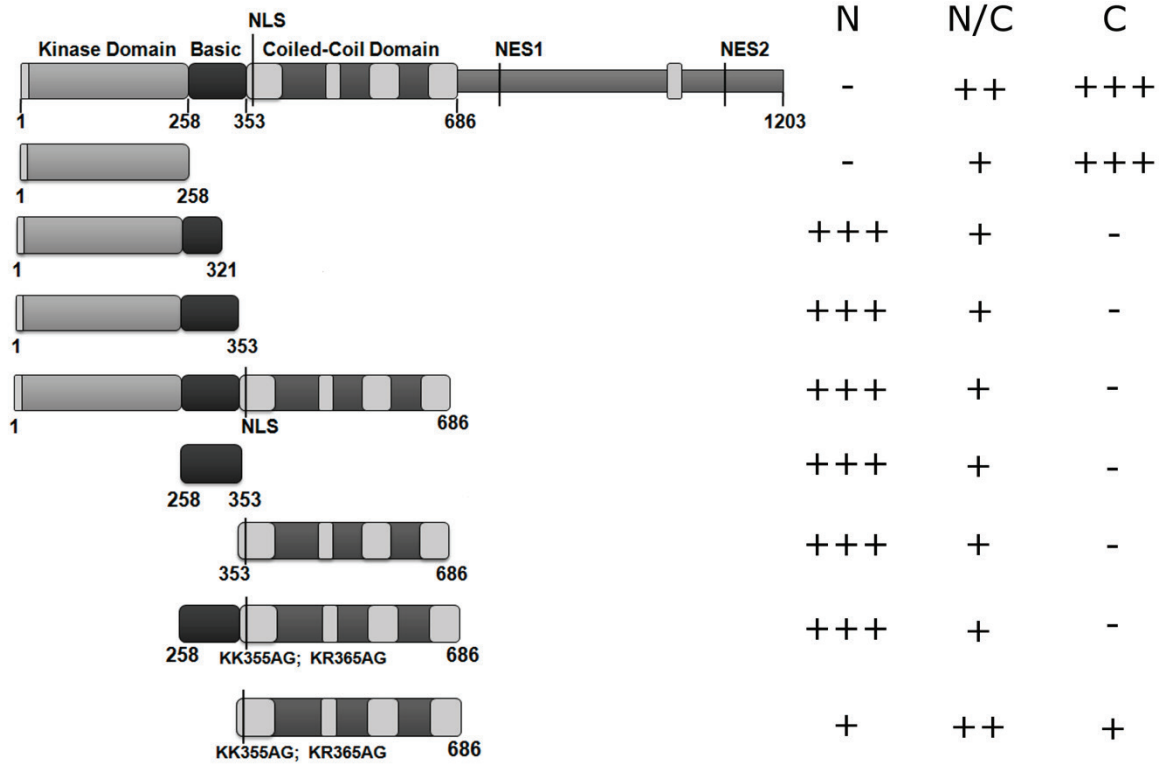 N N/C C
NLS
Kinase Domain Basic Coiled-Coil Domain NES1 NES2
- ++ +++
1 258 353 686 1203
- + +++
1 258
+++ + -
1 321
+++ + -
1 353
+++ + -
1 NLS 686
+++ + -
258 353
+++ + -
353 686
+++ + -
258 KK355AG; KR365AG 686
+ ++ +
KK355AG; KR365AG 686